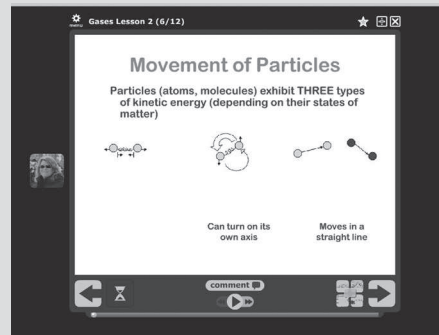 menu
Gases Lesson 2 (6/12)
Movement of Particles
Particles (atoms, molecules) exhibit THREE types
of kinetic energy (depending on their states of
matter)
Can turn on its
own axis
Moves in a
straight line
comment